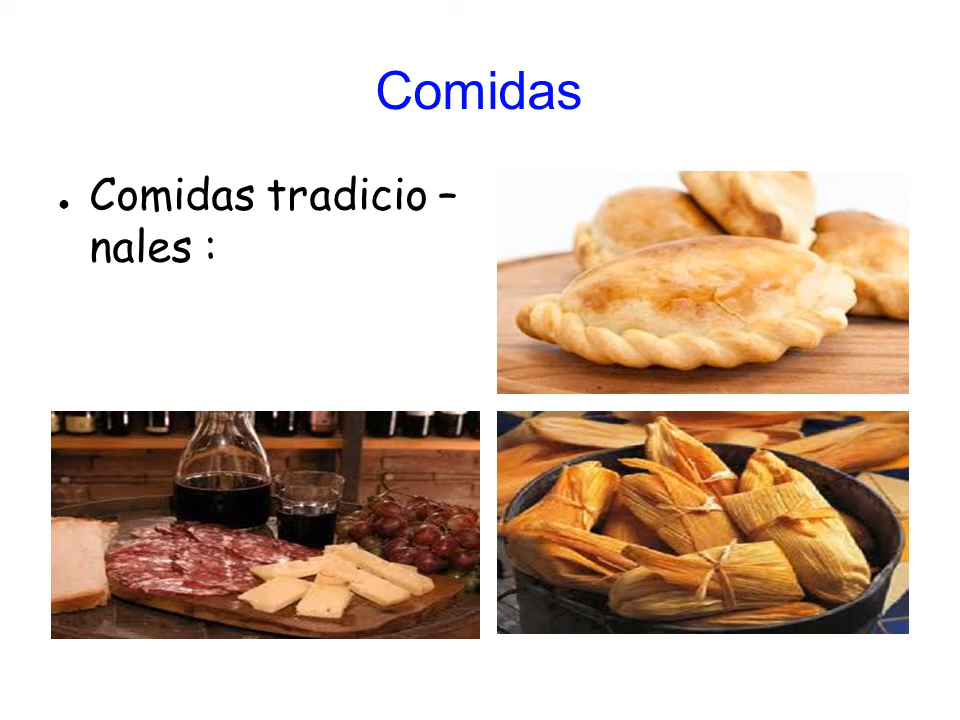 Comidas
● Comidas tradicio –
nales :